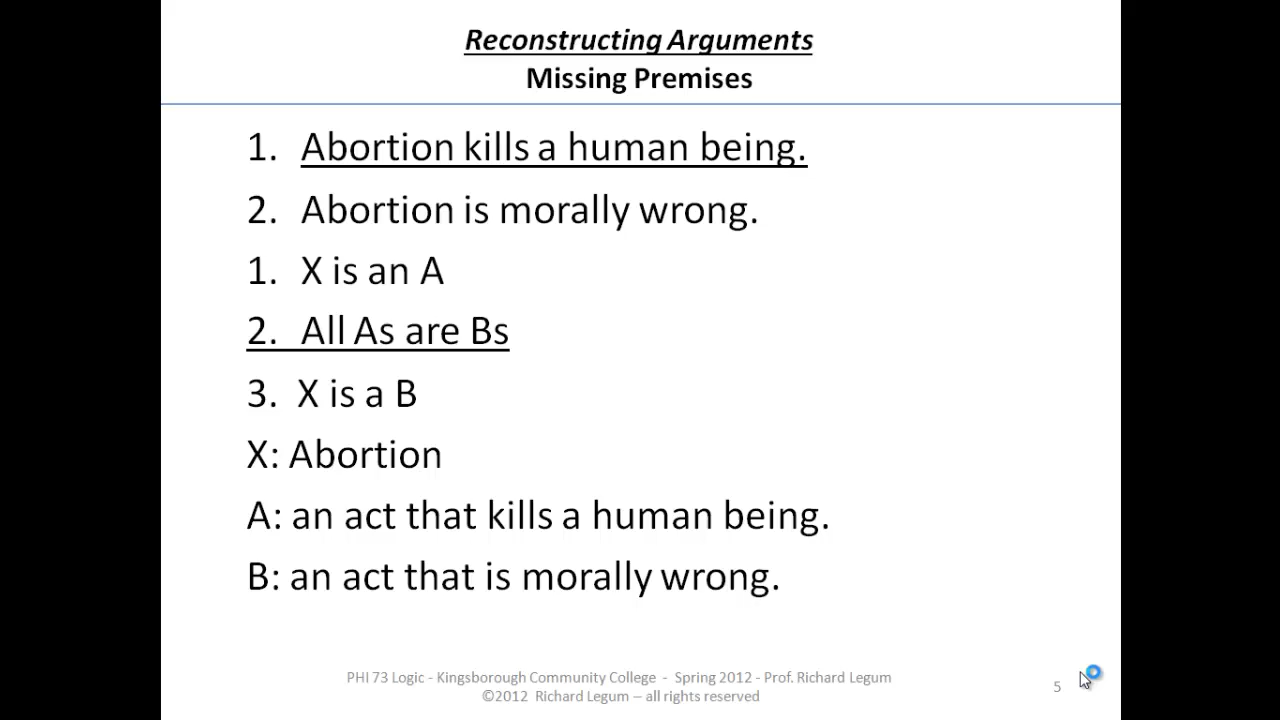 Reconstructing Arguments
Missing Premises
1. Abortion kills a human being.
2. Abortion is morally wrong.
1. X is an A
2. All As are Bs
3. X is a B
X: Abortion
A: an act that kills a human being.
B: an act that is morally wrong.
PHI 73 Logic - Kingsborough Community College - Spring 2012 - Prof. Richard Legum
©2012 Richard Legum – all rights reserved
5